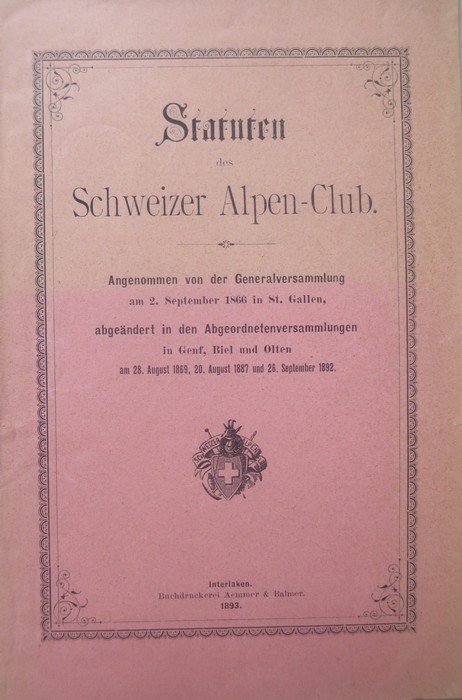 Statuten
des
Schweizer Alpen-Club.
Angenommen von der Generalversammlung
am 2. September 1866 in St. Gallen,
abgeändert in den Abgeordnetenversammlungen
in Genf, Biel und Olten
am 28. August 1869, 20. August 1887 und 26. September 1892.
Interlaken.
Buchdruckerei Aemmer & Balmer.
1893.